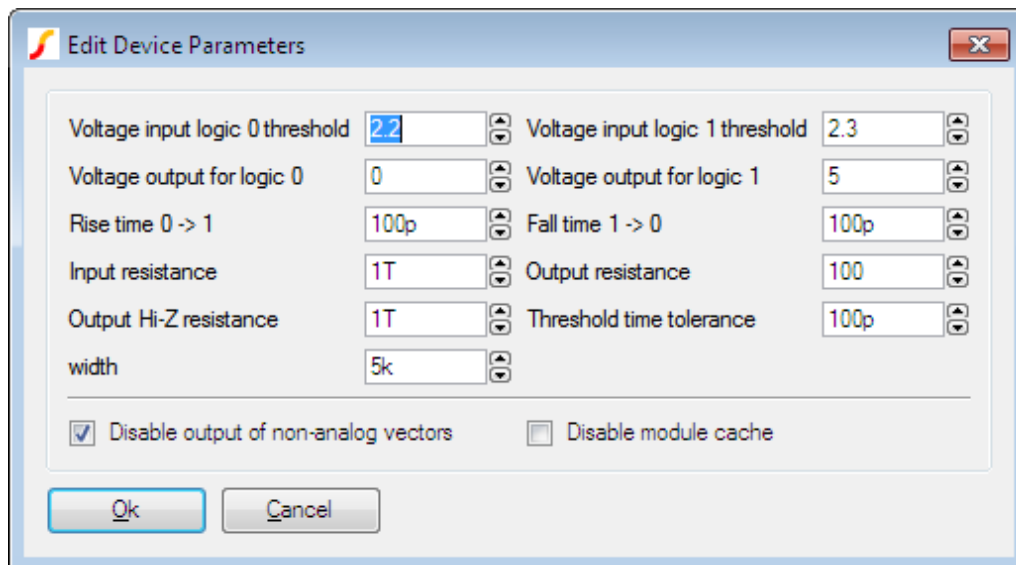 Edit Device Parameters
Voltage input logic 0 threshold 2.2 Voltage input logic 1 threshold 2.3
Voltage output for logic 0 0 Voltage output for logic 1 5
Rise time 0 -> 1 100p Fall time 1 -> 0 100p
Input resistance 1T Output resistance 100
Output Hi-Z resistance 1T Threshold time tolerance 100p
width 5k
Disable output of non-analog vectors Disable module cache
Ok Cancel